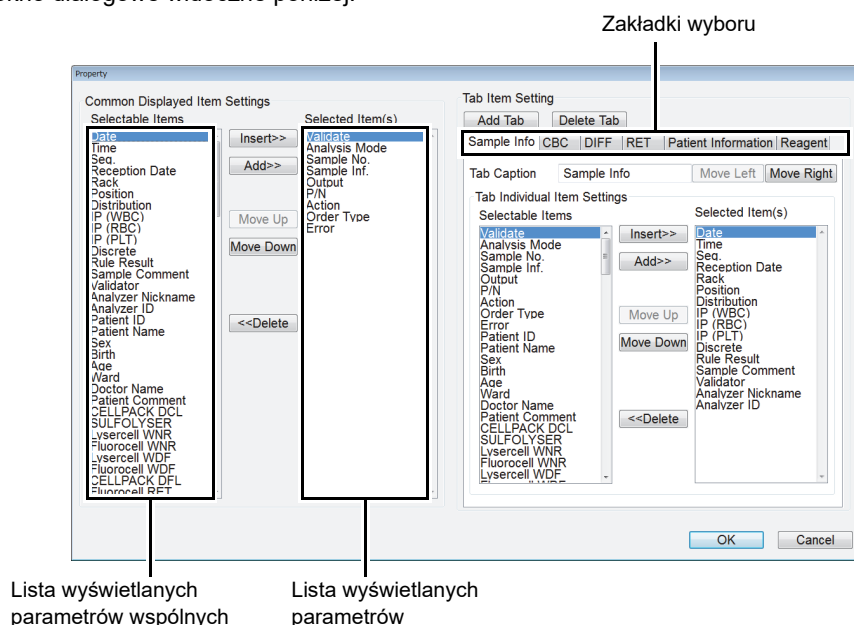 Zakładki wyboru
Property
Common Displayed Item Settings
Selectable Items
Date
Time
Seq.
Reception Date
Rack
Position
Distribution
IP (WBC)
IP (RBC)
IP (PLT)
Discrete
Rule Result
Sample Comment
Validator
Analyzer Nickname
Analyzer ID
Patient ID
Patient Name
Sex
Birth
Age
Ward
Doctor Name
Patient Comment
CELLPACK DCL
SULFOLYSER
Lysercell WNR
Fluorocell WNR
Lysercell WDF
Fluorocell WDF
CELLPACK DFL
Fluorocell RET
Insert>>
Add>>
Move Up
Move Down
<<Delete
Selected Item(s)
Validate
Analysis Mode
Sample No.
Sample Inf.
Output
P/N
Action
Order Type
Error
Tab Item Setting
Add Tab Delete Tab
Sample Info CBC DIFF RET Patient Information Reagent
Tab Caption Sample Info Move Left Move Right
Tab Individual Item Settings
Selectable Items
Validate
Analysis Mode
Sample No.
Sample Inf.
Output
P/N
Action
Order Type
Error
Patient ID
Patient Name
Sex
Birth
Age
Ward
Doctor Name
Patient Comment
CELLPACK DCL
SULFOLYSER
Lysercell WNR
Fluorocell WNR
Lysercell WDF
Insert>>
Add>>
Move Up
Move Down
<<Delete
Selected Item(s)
Date
Time
Seq.
Reception Date
Rack
Position
Distribution
IP (WBC)
IP (RBC)
IP (PLT)
Discrete
Rule Result
Sample Comment
Validator
Analyzer Nickname
Analyzer ID
OK Cancel
Lista wyświetlanych
parametrów wspólnych
Lista wyświetlanych
parametrów